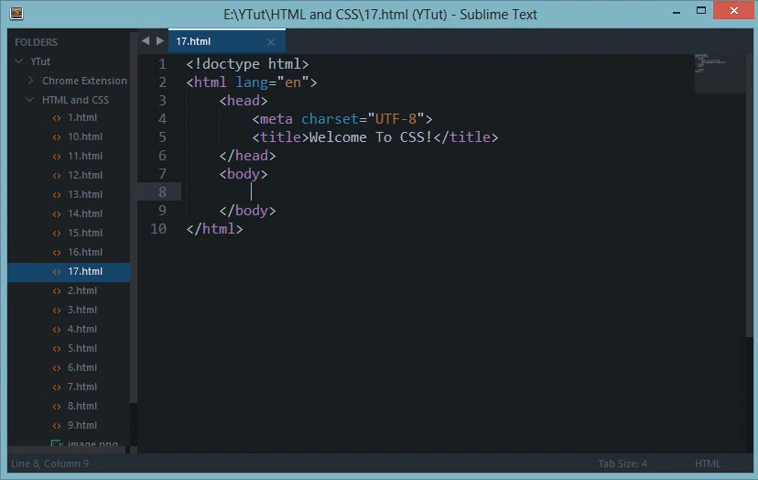 E:\YTut\HTML and CSS\17.html (YTut) - Sublime Text
FOLDERS
YTut
Chrome Extension
HTML and CSS
1.html
10.html
11.html
12.html
13.html
14.html
15.html
16.html
17.html
2.html
3.html
4.html
5.html
6.html
7.html
8.html
9.html
image.png
17.html
1 <!doctype html>
2 <html lang="en">
3 <head>
4 <meta charset="UTF-8">
5 <title>Welcome To CSS!</title>
6 </head>
7 <body>
8
9 </body>
10 </html>
Line 8, Column 9
Tab Size: 4
HTML